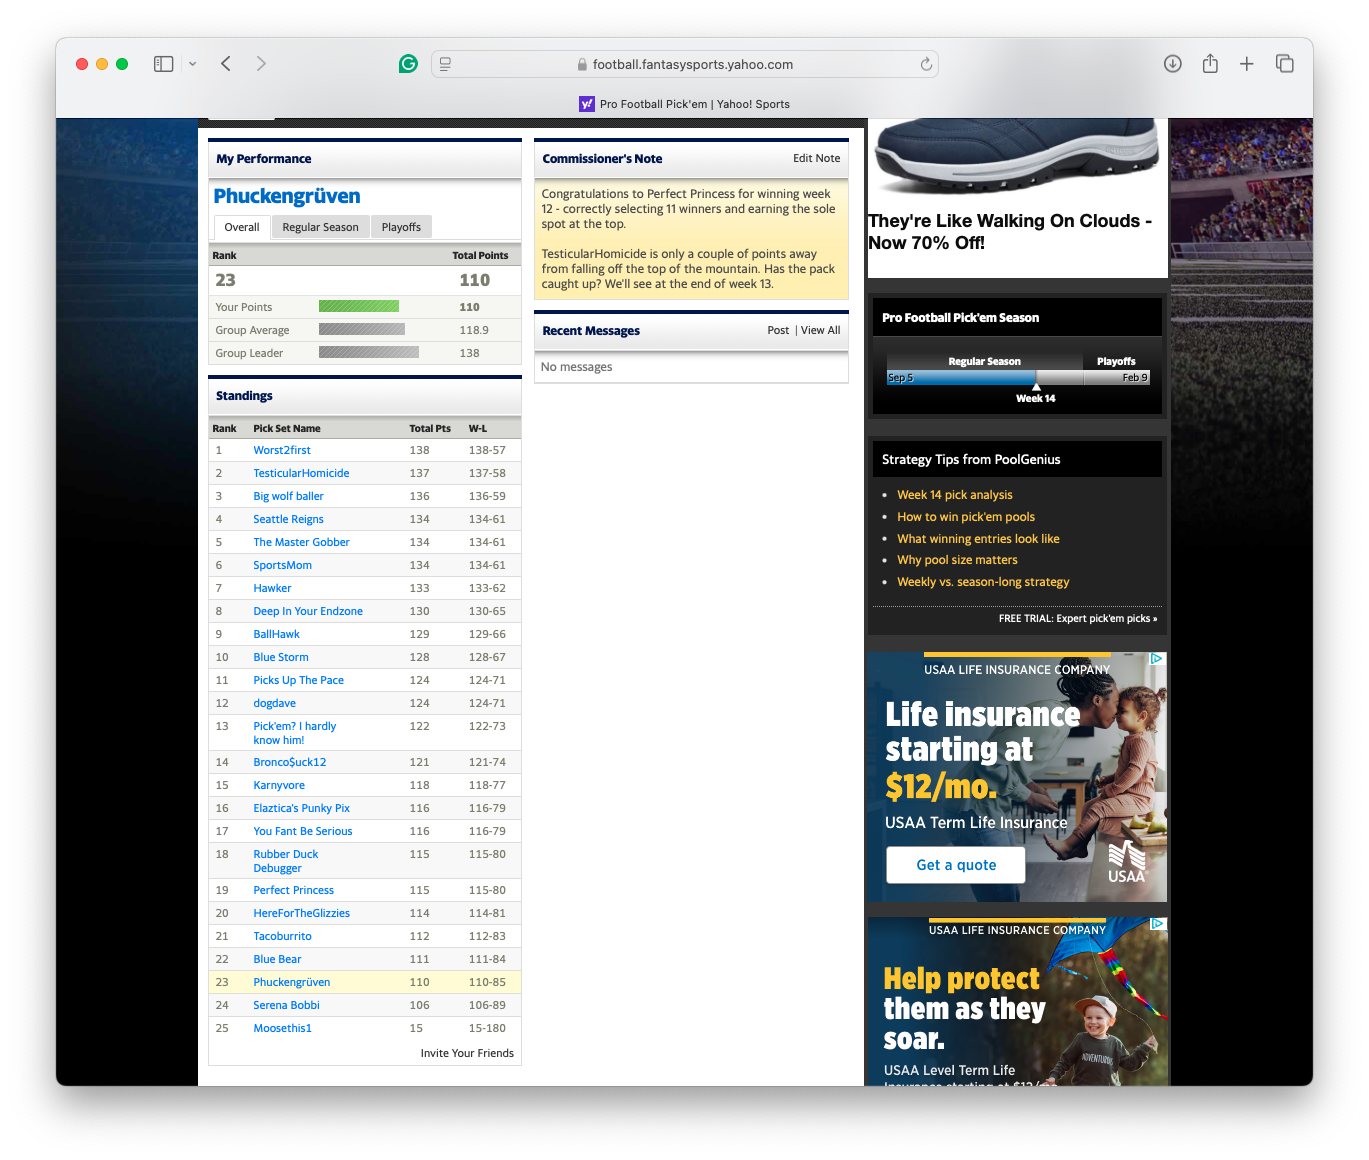 football.fantasysports.yahoo.com
y! Pro Football Pick'em | Yahoo! Sports
My Performance
Phuckengrüven
Overall Regular Season Playoffs
Rank Total Points
23 110
Your Points 110
Group Average 118.9
Group Leader 138
Standings
Rank Pick Set Name Total Pts W-L
1 Worst2first 138 138-57
2 TesticularHomicide 137 137-58
3 Big wolf baller 136 136-59
4 Seattle Reigns 134 134-61
5 The Master Gobber 134 134-61
6 SportsMom 134 134-61
7 Hawker 133 133-62
8 Deep In Your Endzone 130 130-65
9 BallHawk 129 129-66
10 Blue Storm 128 128-67
11 Picks Up The Pace 124 124-71
12 dogdave 124 124-71
13 Pick'em? I hardly 122 122-73
know him!
14 Bronco$uck12 121 121-74
15 Karnyvore 118 118-77
16 Elaztica's Punky Pix 116 116-79
17 You Fant Be Serious 116 116-79
18 Rubber Duck 115 115-80
Debugger
19 Perfect Princess 115 115-80
20 HereForTheGlizzies 114 114-81
21 Tacoburrito 112 112-83
22 Blue Bear 111 111-84
23 Phuckengrüven 110 110-85
24 Serena Bobbi 106 106-89
25 Moosethis1 15 15-180
Invite Your Friends
Commissioner's Note Edit Note
Congratulations to Perfect Princess for winning week
12 - correctly selecting 11 winners and earning the sole
spot at the top.
TesticularHomicide is only a couple of points away
from falling off the top of the mountain. Has the pack
caught up? We'll see at the end of week 13.
Recent Messages Post | View All
No messages
They're Like Walking On Clouds -
Now 70% Off!
Pro Football Pick'em Season
Regular Season Playoffs
Sep 5 Feb 9
Week 14
Strategy Tips from PoolGenius
• Week 14 pick analysis
• How to win pick'em pools
• What winning entries look like
• Why pool size matters
• Weekly vs. season-long strategy
FREE TRIAL: Expert pick'em picks »
USAA LIFE INSURANCE COMPANY
Life insurance
starting at
$12/mo.
USAA Term Life Insurance
Get a quote
USAA
USAA LIFE INSURANCE COMPANY
Help protect
them as they
soar.
ADVENTUROUS
USAA Level Term Life
Insurance starting at $12/mo